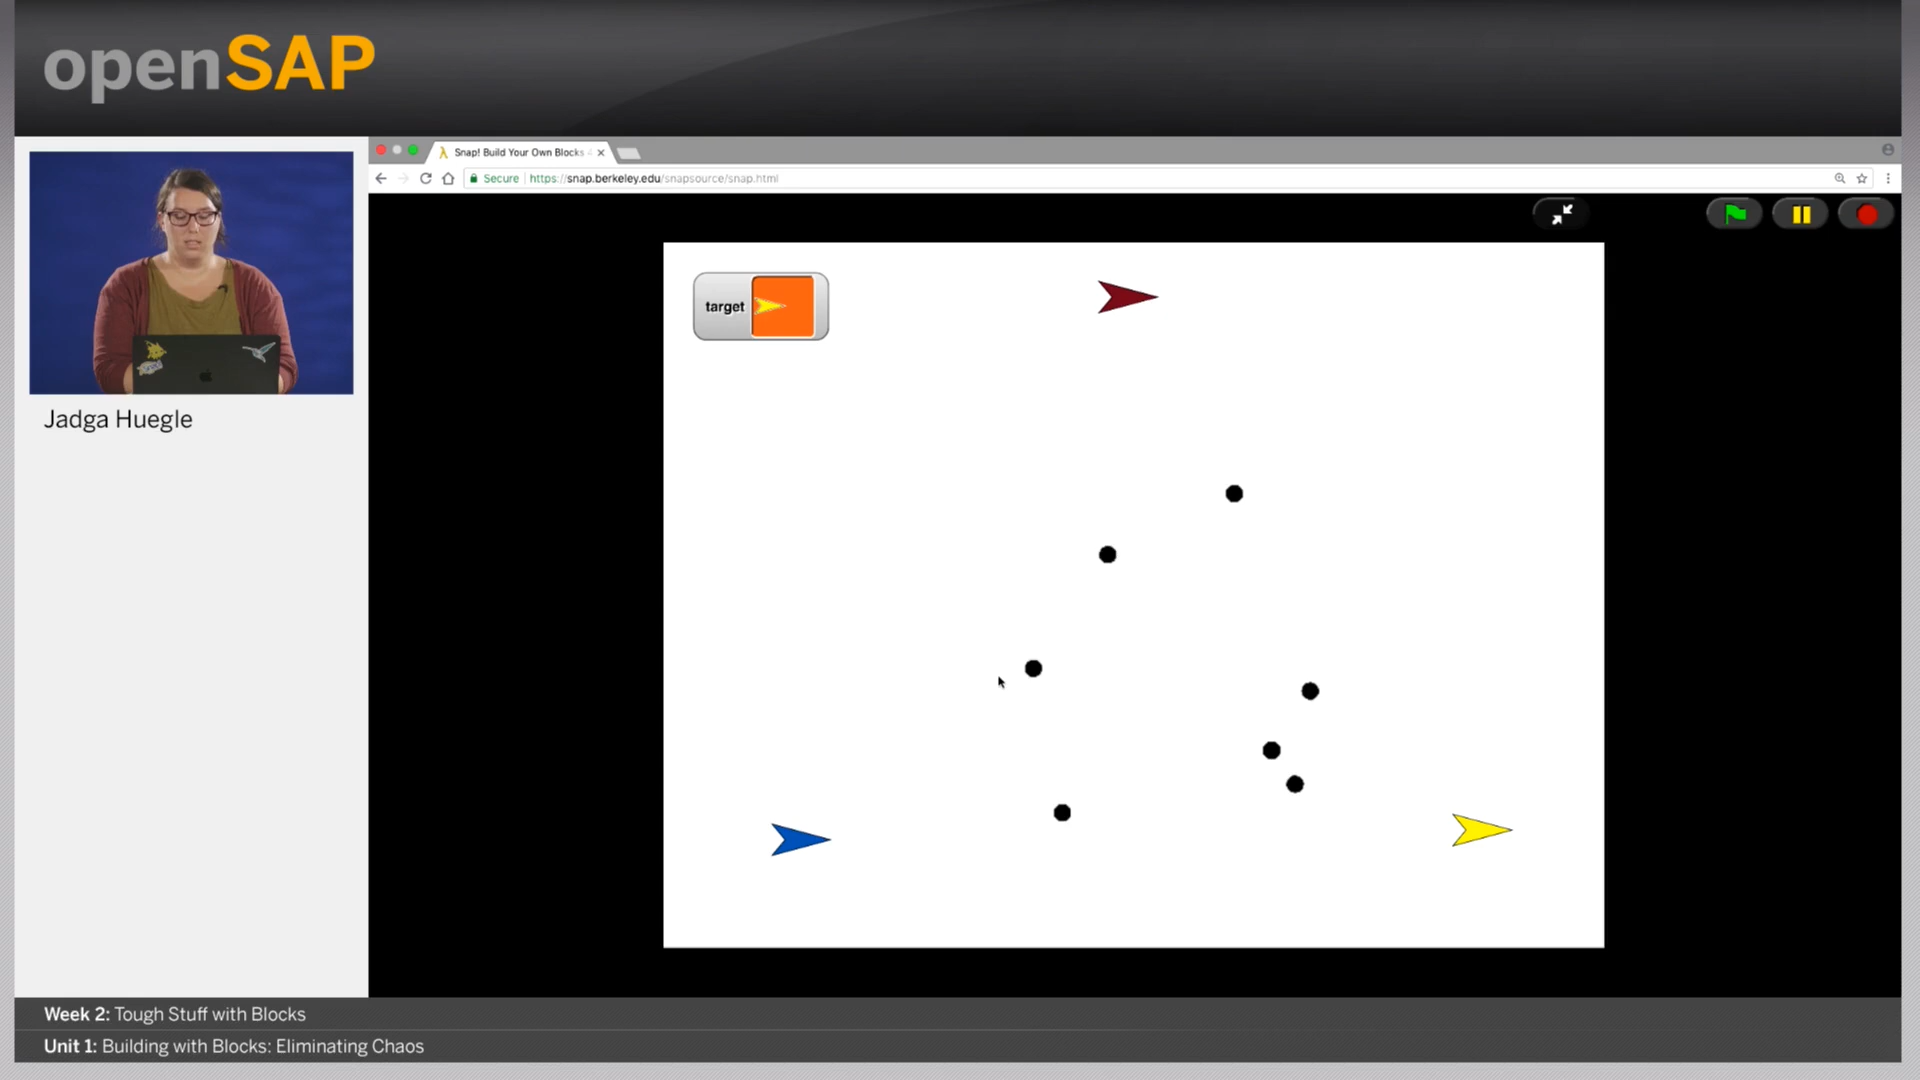 openSAP
Snap! Build Your Own Blocks
Secure https://snap.berkeley.edu/snapsource/snap.html
target
Jadga Huegle
Week 2: Tough Stuff with Blocks
Unit 1: Building with Blocks: Eliminating Chaos